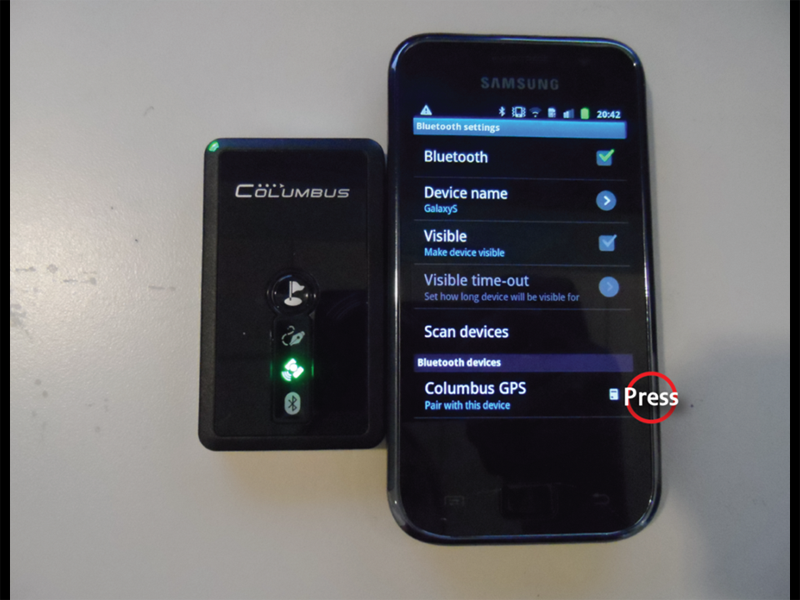 COLUMBUS
SAMSUNG
20:42
Bluetooth settings
Bluetooth
Device name
GalaxyS
Visible
Make device visible
Visible time-out
Set how long device will be visible for
Scan devices
Bluetooth devices
Columbus GPS
Pair with this device
Press